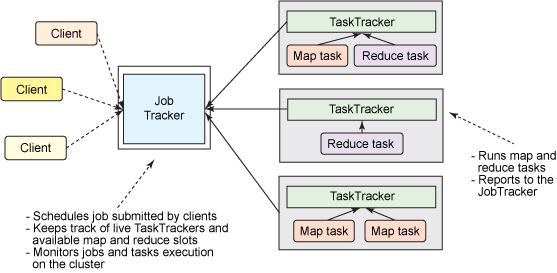 Client
Client
Client
Job
Tracker
TaskTracker
Map task
Reduce task
TaskTracker
Reduce task
TaskTracker
Map task
Map task
- Schedules job submitted by clients
- Keeps track of live TaskTrackers and
available map and reduce slots
- Monitors jobs and tasks execution
on the cluster
- Runs map and
reduce tasks
- Reports to the
JobTracker